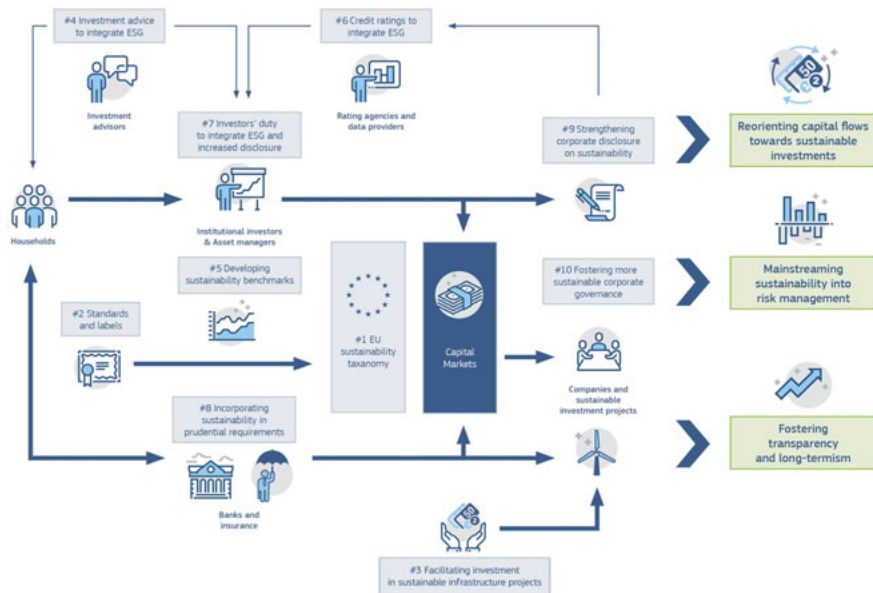 #4 Investment advice
to integrate ESG
Investment
advisors
#6 Credit ratings to
integrate ESG
Rating agencies and
data providers
#7 Investors' duty
to integrate ESG and
increased disclosure
#9 Strengthening
corporate disclosure
on sustainability
Reorienting capital flows
towards sustainable
investments
Households
Institutional investors
& Asset managers
#5 Developing
sustainability benchmarks
#10 Fostering more
sustainable corporate
governance
Mainstreaming
sustainability into
risk management
#2 Standards
and labels
#1 EU
sustainability
taxanomy
Capital
Markets
Companies and
sustainable
investment projects
#8 Incorporating
sustainability in
prudential requirements
Banks and
insurance
Fostering
transparency
and long-termism
#3 Facilitating investment
in sustainable infrastructure projects
50
2
50
2